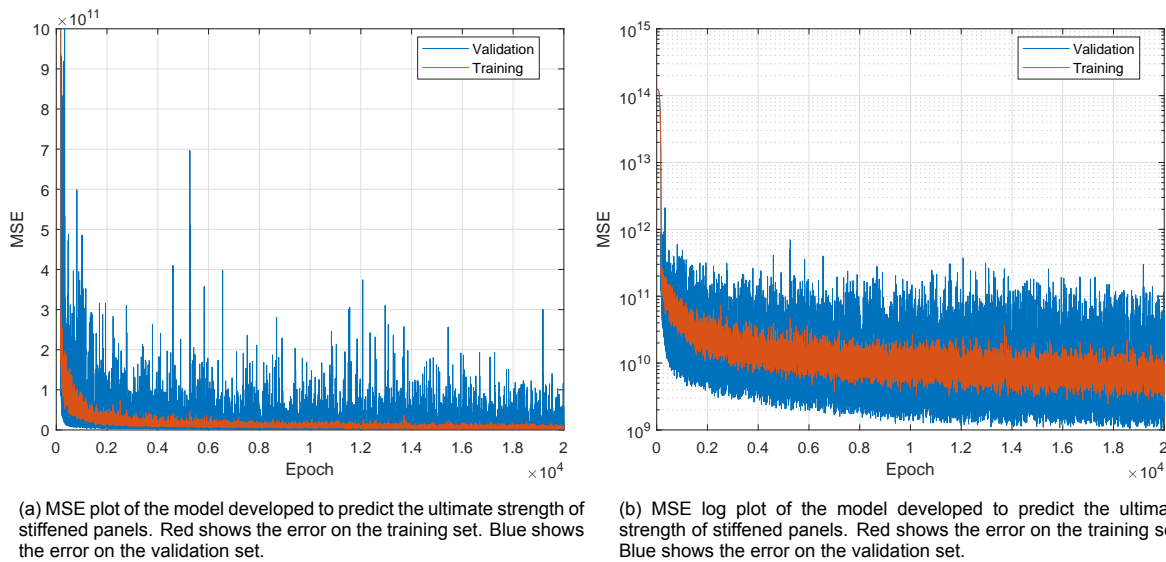 ×10^11
10
9
8
7
6
5
4
3
2
1
0
MSE
Validation
Training
0 0.2 0.4 0.6 0.8 1 1.2 1.4 1.6 1.8 2
Epoch
×10^4
10^15
10^14
10^13
10^12
10^11
10^10
10^9
MSE
Validation
Training
0 0.2 0.4 0.6 0.8 1 1.2 1.4 1.6 1.8 2
Epoch
×10^4
(a) MSE plot of the model developed to predict the ultimate strength of
stiffened panels. Red shows the error on the training set. Blue shows
the error on the validation set.
(b) MSE log plot of the model developed to predict the ultima
strength of stiffened panels. Red shows the error on the training se
Blue shows the error on the validation set.